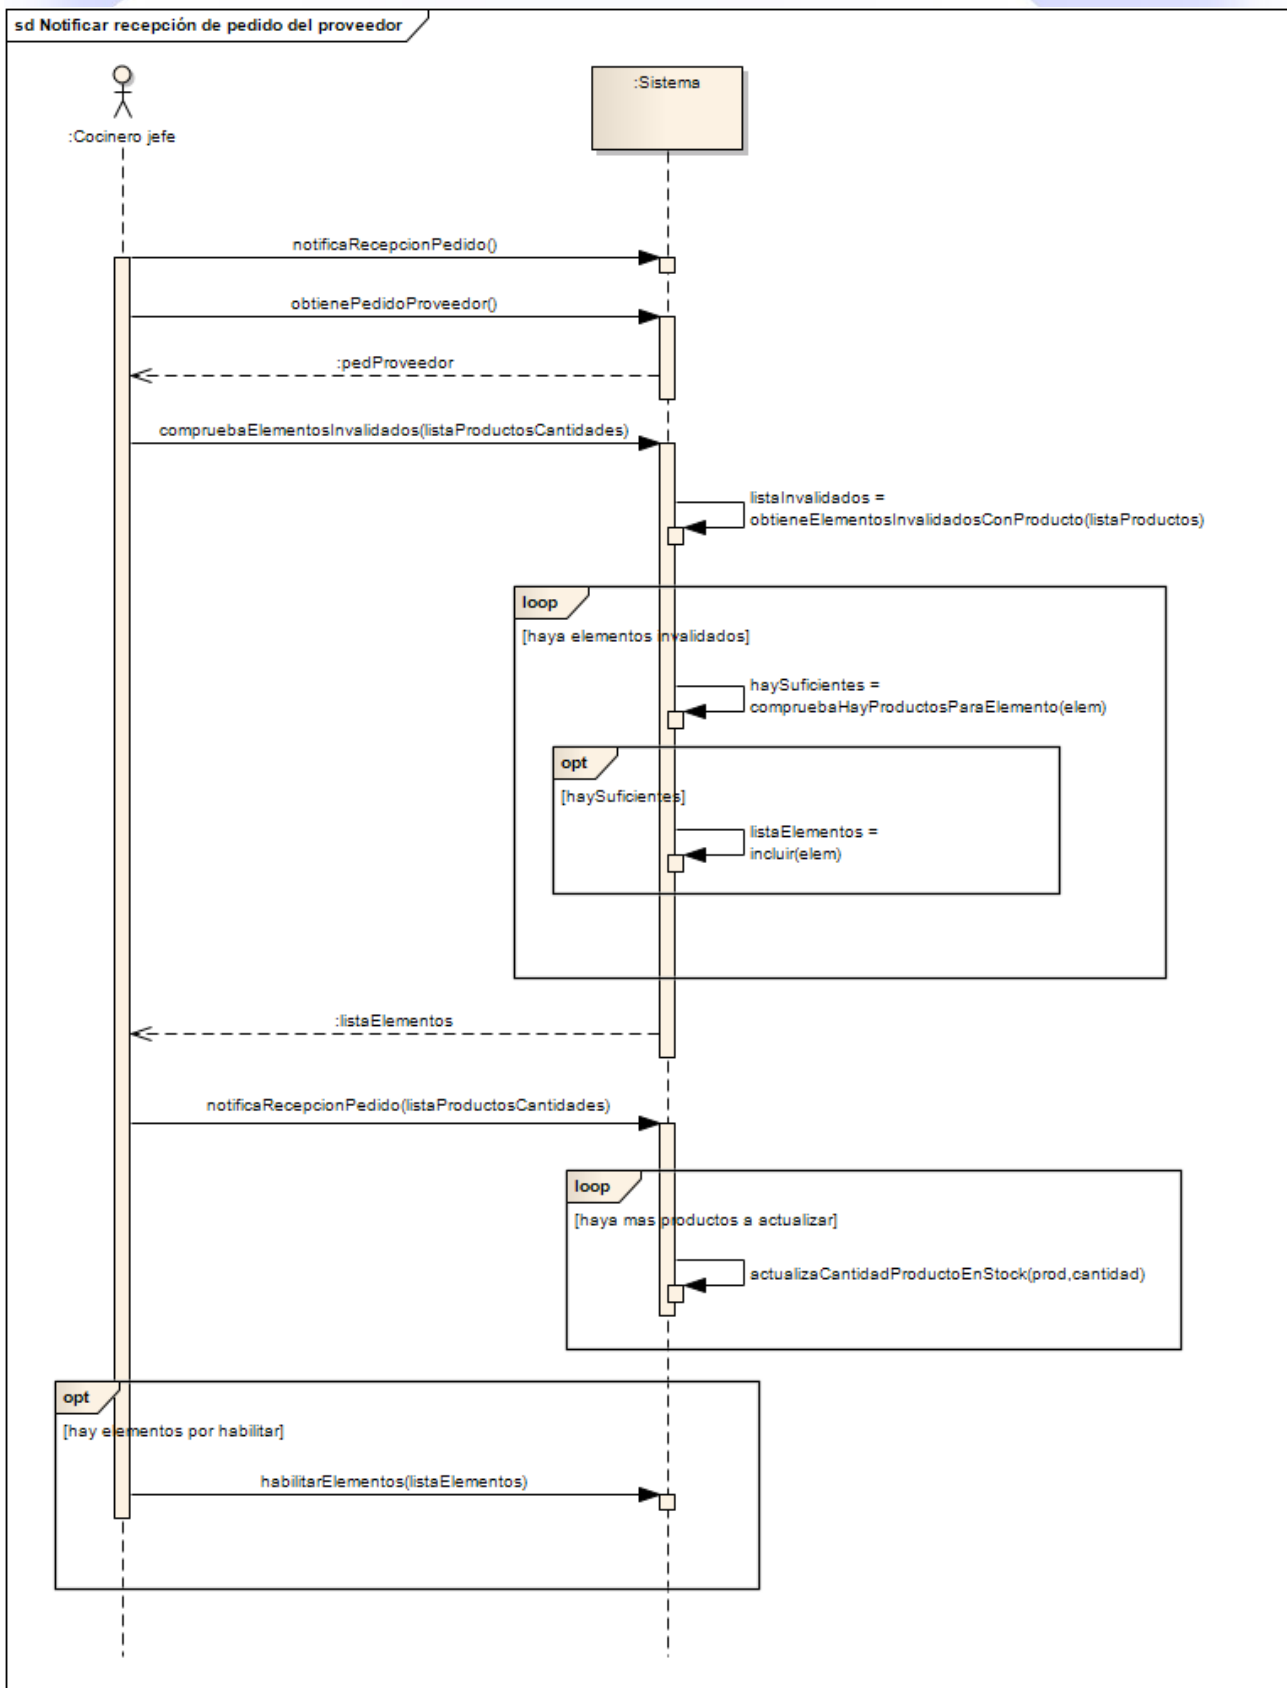 sd Notificar recepción de pedido del proveedor
:Cocinero jefe
:Sistema
notificaRecepcionPedido()
obtienePedidoProveedor()
:pedProveedor
compruebaElementosInvalidados(listaProductosCantidades)
listaInvalidados =
obtieneElementosInvalidadosConProducto(listaProductos)
loop
[haya elementos invalidados]
haySuficientes =
compruebaHayProductosParaElemento(elem)
opt
[haySuficientes]
listaElementos =
incluir(elem)
:listaElementos
notificaRecepcionPedido(listaProductosCantidades)
loop
[haya mas productos a actualizar]
actualizaCantidadProductoEnStock(prod,cantidad)
opt
[hay elementos por habilitar]
habilitarElementos(listaElementos)